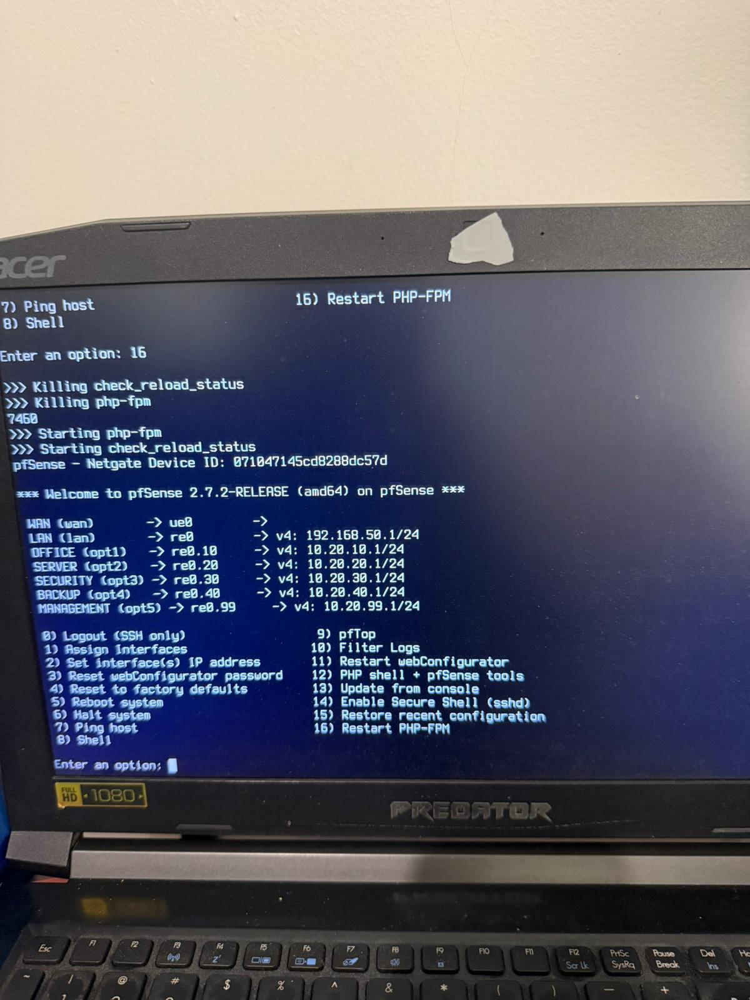 acer
7) Ping host 16) Restart PHP-FPM
8) Shell
Enter an option: 16
>>> Killing check_reload_status
>>> Killing php-fpm
7460
>>> Starting php-fpm
>>> Starting check_reload_status
pfSense - Netgate Device ID: 071047145cd8288dc57d
*** Welcome to pfSense 2.7.2-RELEASE (amd64) on pfSense ***
WAN (wan) -> ue0 ->
LAN (lan) -> re0 -> v4: 192.168.50.1/24
OFFICE (opt1) -> re0.10 -> v4: 10.20.10.1/24
SERVER (opt2) -> re0.20 -> v4: 10.20.20.1/24
SECURITY (opt3) -> re0.30 -> v4: 10.20.30.1/24
BACKUP (opt4) -> re0.40 -> v4: 10.20.40.1/24
MANAGEMENT (opt5) -> re0.99 -> v4: 10.20.99.1/24
0) Logout (SSH only) 9) pfTop
1) Assign Interfaces 10) Filter Logs
2) Set interface(s) IP address 11) Restart webConfigurator
3) Reset webConfigurator password 12) PHP shell + pfSense tools
4) Reset to factory defaults 13) Update from console
5) Reboot system 14) Enable Secure Shell (sshd)
6) Halt system 15) Restore recent configuration
7) Ping host 16) Restart PHP-FPM
8) Shell
Enter an option:
FULL HD 1080
PREDATOR
Esc F1 F2 F3 F4 F5 F6 F7 F8 F9 F10 F11 F12 PrtSc Pause Del
Z Scr Lk SysRq Break Ins
~ ! @ # $ % ^ & * ( ) — +